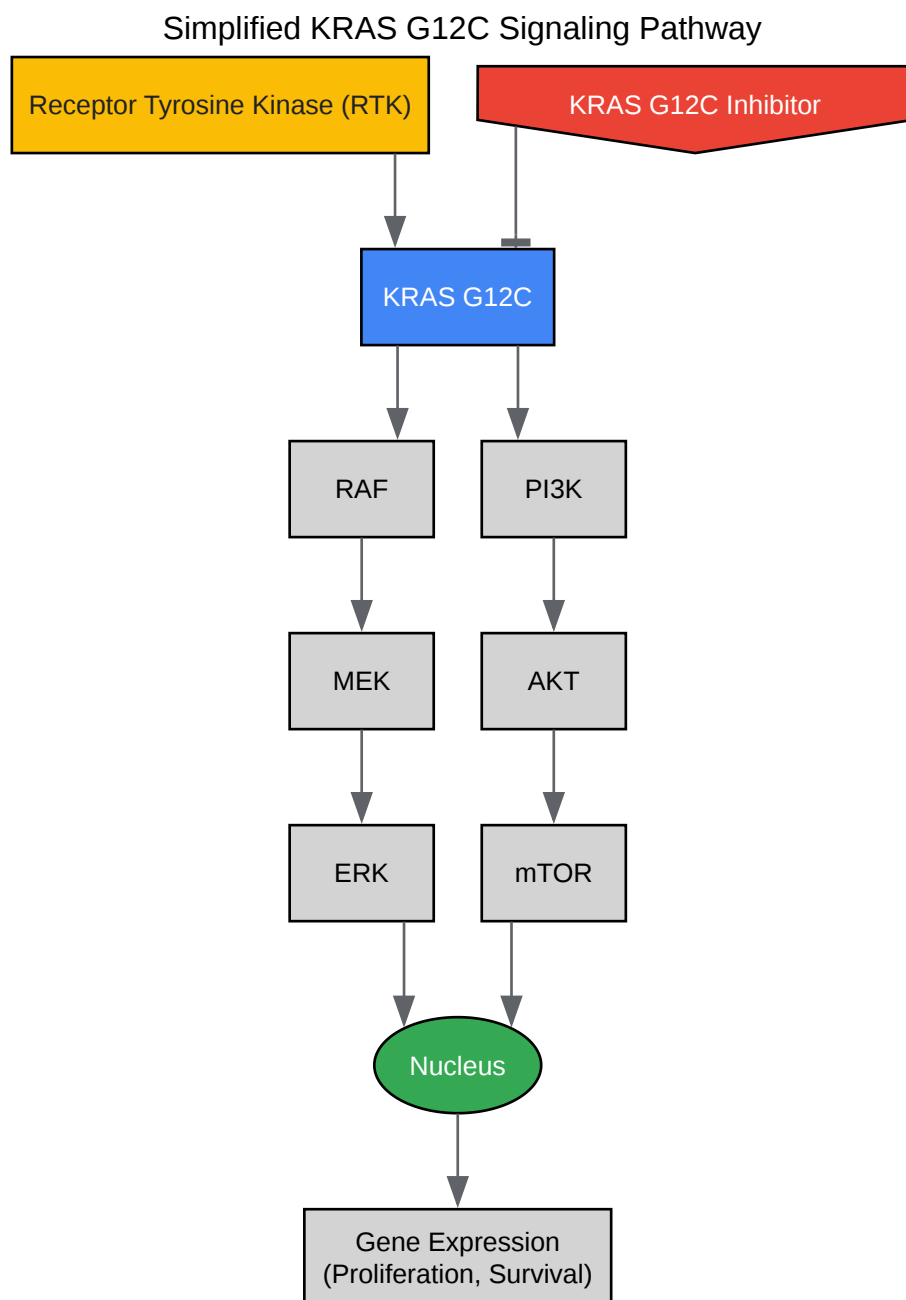 Simplified KRAS G12C Signaling Pathway
Receptor Tyrosine Kinase (RTK)
KRAS G12C Inhibitor
KRAS G12C
RAF
PI3K
MEK
AKT
ERK
mTOR
Nucleus
Gene Expression
(Proliferation, Survival)